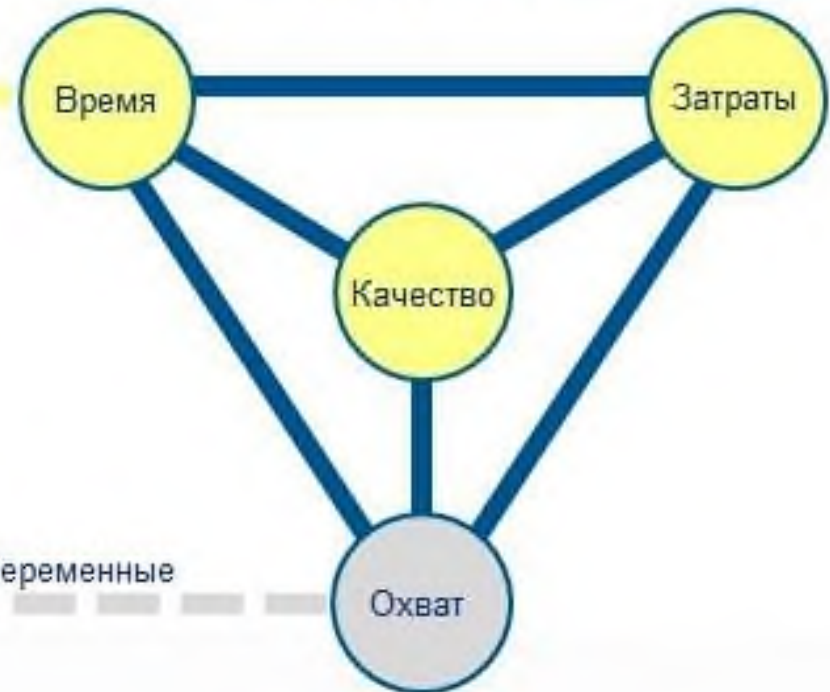 Время
Затраты
Качество
еременные
Охват